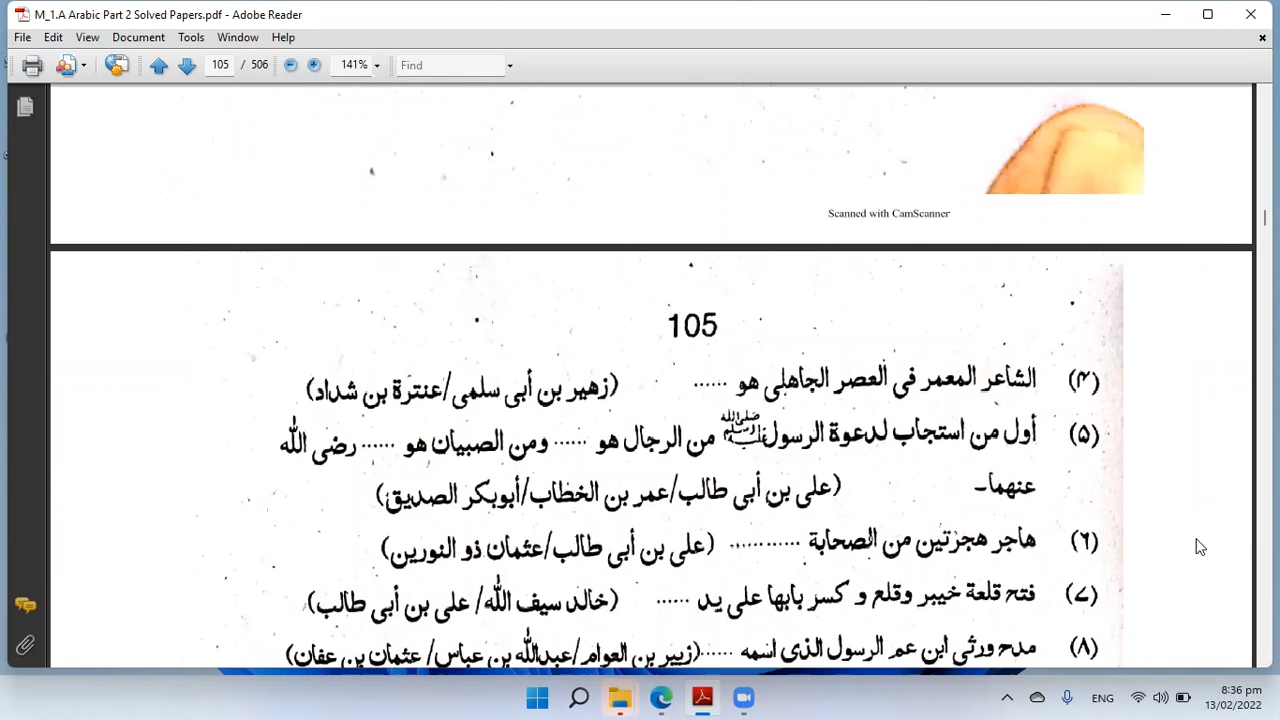 M_1.A Arabic Part 2 Solved Papers.pdf - Adobe Reader
File Edit View Document Tools Window Help
105 / 506 141% Find
Scanned with CamScanner
105
(۴) الشاعر المعمر فى العصر الجاهلى هو ...... (زهير بن أبى سلمى/عنترة بن شداد)
(۵) أول من استجاب لدعوة الرسول ﷺ من الرجال هو ...... ومن الصبيان هو ...... رضى الله
عنهما۔ (على بن أبى طالب/عمر بن الخطاب/أبوبكر الصديق)
(۶) هاجر هجرتين من الصحابة ............ (على بن أبى طالب/عثمان ذو النورين)
(۷) فتح قلعة خيبر وقلع و كسر بابها على يد ...... (خالد سيف الله/ على بن أبى طالب)
(۸) مدح ورثى ابن عم الرسول الذى اسمه ...... (زبير بن العوام/عبدالله بن عباس/ عثمان بن عفان)
ENG
8:36 pm
13/02/2022